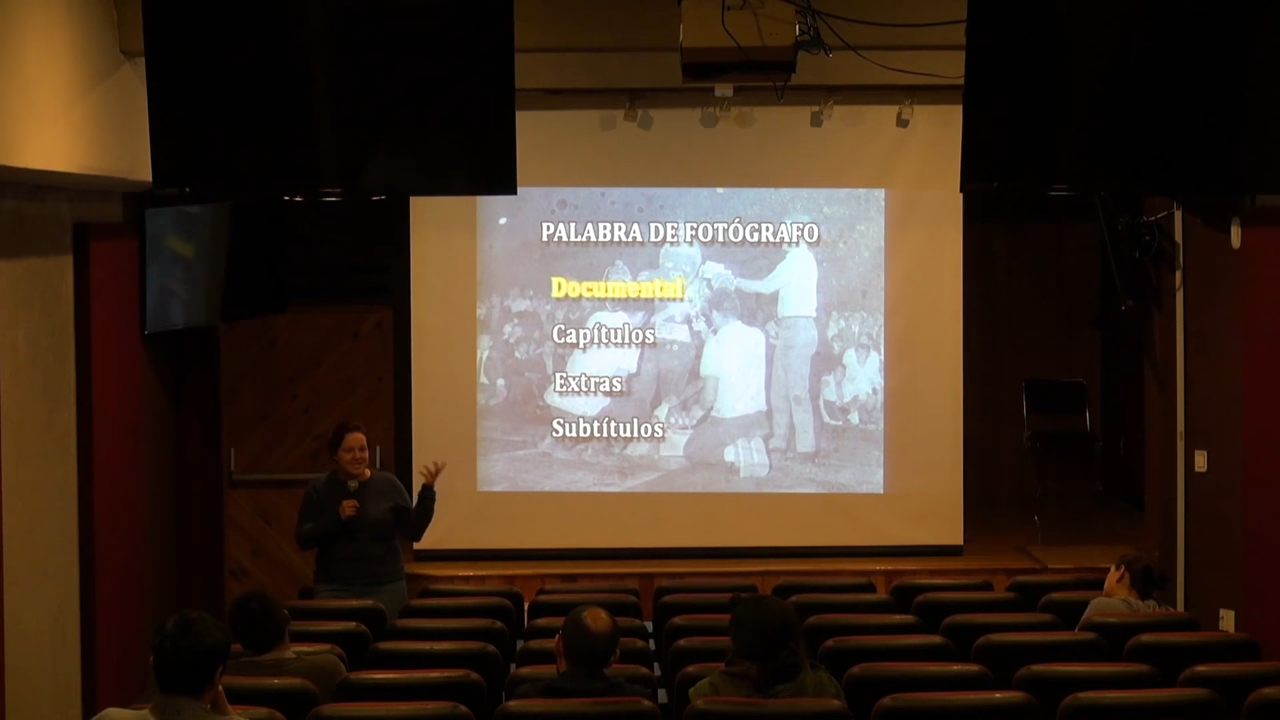 PALABRA DE FOTÓGRAFO
Documental
Capítulos
Extras
Subtítulos